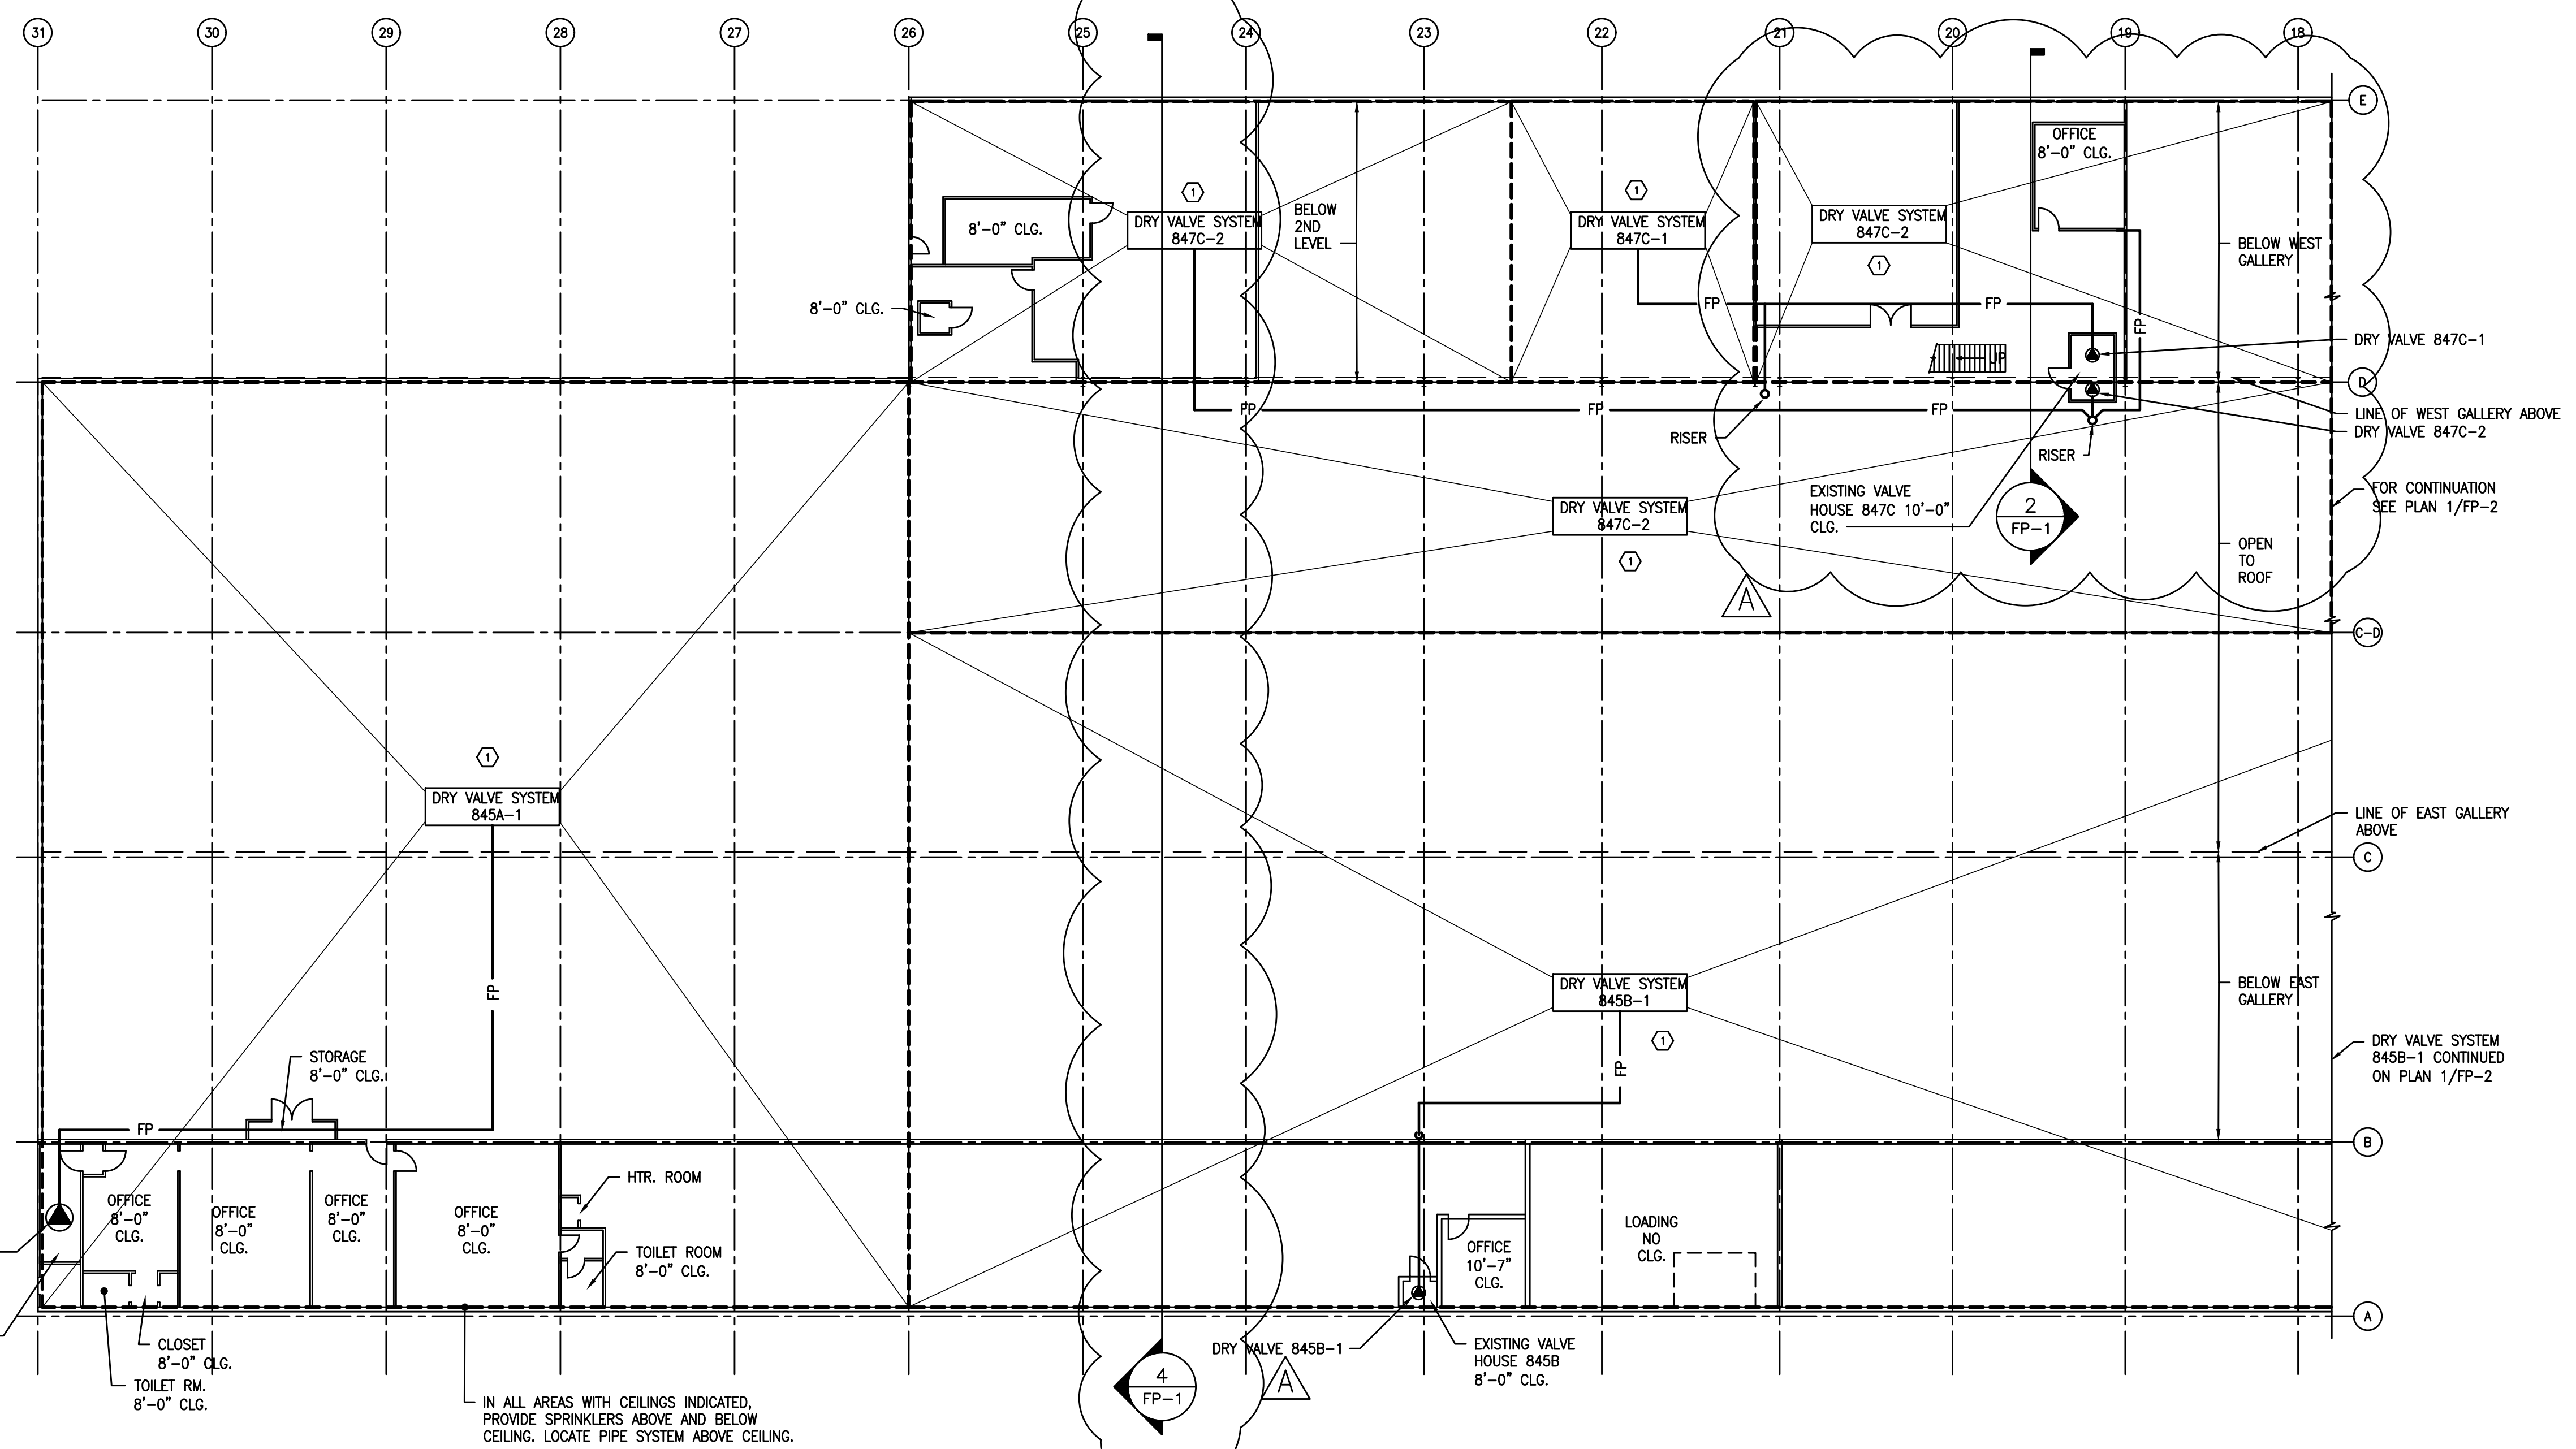 31
30
29
28
27
26
25
24
23
22
21
20
19
18
E
OFFICE
8'-0" CLG.
1
1
DRY VALVE SYSTEM
847C-2
BELOW
2ND
LEVEL
DRY VALVE SYSTEM
847C-1
DRY VALVE SYSTEM
847C-2
1
8'-0" CLG.
BELOW WEST
GALLERY
8'-0" CLG.
FP
FP
FP
UP
DRY VALVE 847C-1
D
FP
FP
FP
LINE OF WEST GALLERY ABOVE
DRY VALVE 847C-2
RISER
RISER
EXISTING VALVE
HOUSE 847C 10'-0"
CLG.
2
FP-1
FOR CONTINUATION
SEE PLAN 1/FP-2
DRY VALVE SYSTEM
847C-2
1
OPEN
TO
ROOF
A
C-D
1
DRY VALVE SYSTEM
845A-1
LINE OF EAST GALLERY
ABOVE
C
FP
DRY VALVE SYSTEM
845B-1
1
FP
BELOW EAST
GALLERY
DRY VALVE SYSTEM
845B-1 CONTINUED
ON PLAN 1/FP-2
STORAGE
8'-0" CLG.
FP
B
OFFICE
8'-0"
CLG.
OFFICE
8'-0"
CLG.
OFFICE
8'-0"
CLG.
OFFICE
8'-0"
CLG.
HTR. ROOM
TOILET ROOM
8'-0" CLG.
OFFICE
10'-7"
CLG.
LOADING
NO
CLG.
A
CLOSET
8'-0" CLG.
TOILET RM.
8'-0" CLG.
IN ALL AREAS WITH CEILINGS INDICATED,
PROVIDE SPRINKLERS ABOVE AND BELOW
CEILING. LOCATE PIPE SYSTEM ABOVE CEILING.
4
FP-1
DRY VALVE 845B-1
A
EXISTING VALVE
HOUSE 845B
8'-0" CLG.